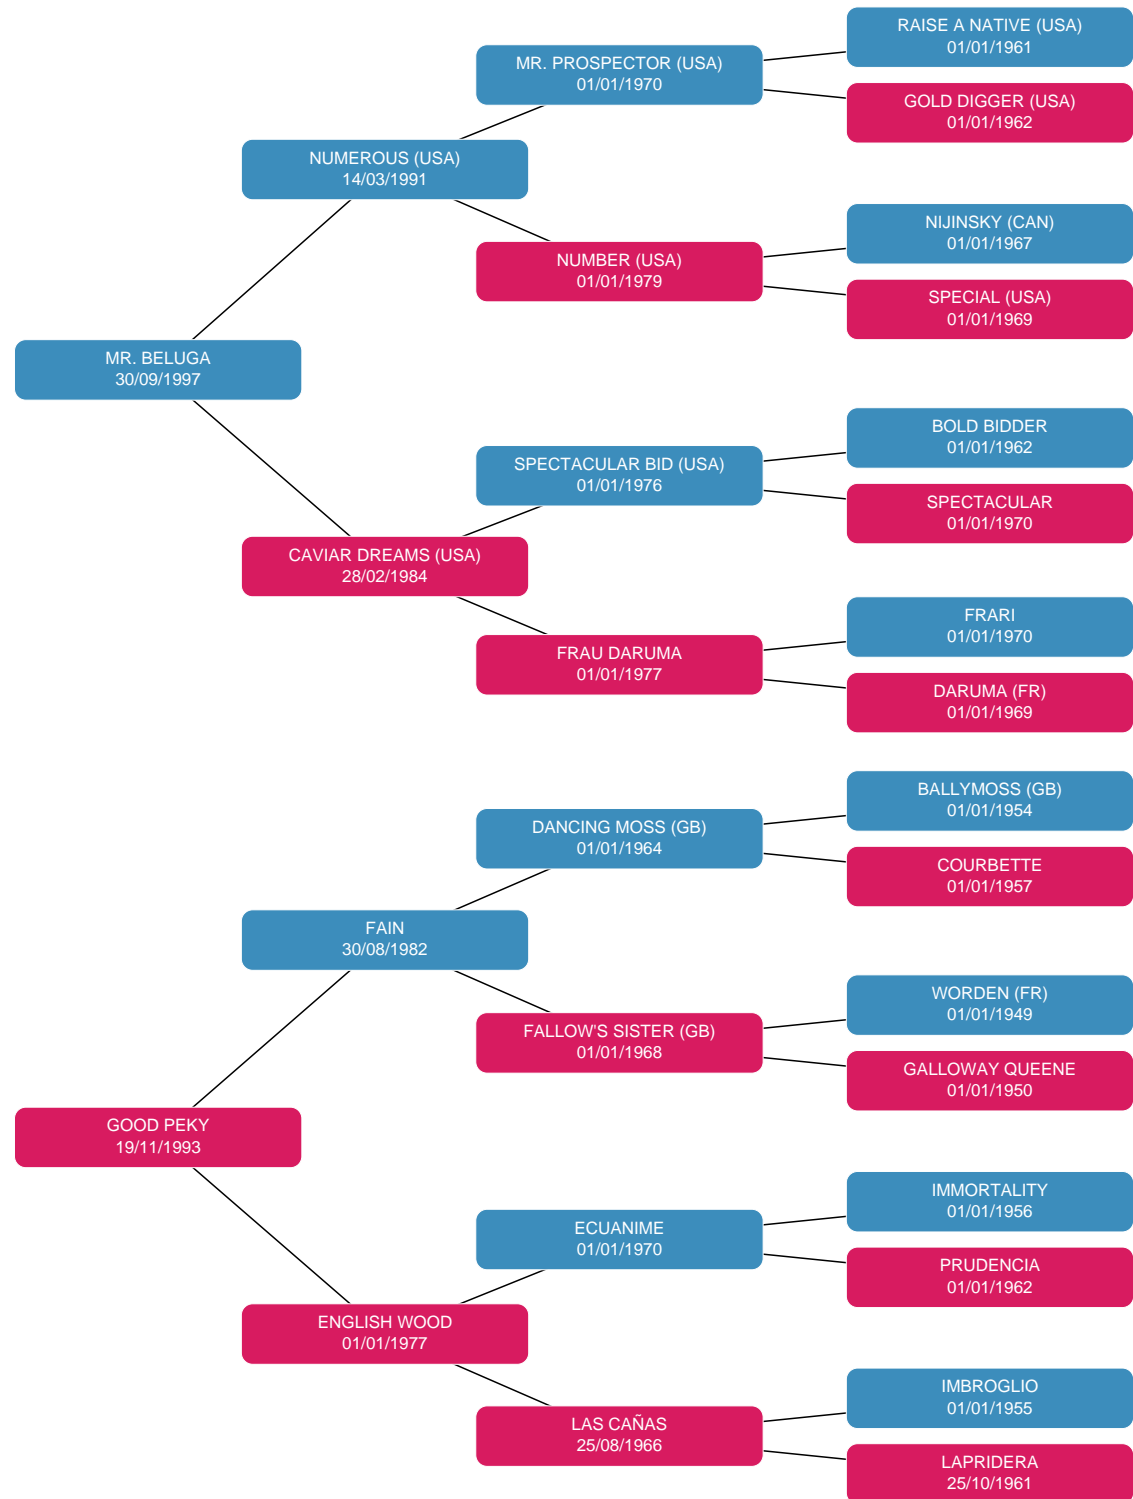 RAISE A NATIVE (USA)
01/01/1961
MR. PROSPECTOR (USA)
01/01/1970
GOLD DIGGER (USA)
01/01/1962
NUMEROUS (USA)
14/03/1991
NIJINSKY (CAN)
01/01/1967
NUMBER (USA)
01/01/1979
SPECIAL (USA)
01/01/1969
MR. BELUGA
30/09/1997
BOLD BIDDER
01/01/1962
SPECTACULAR BID (USA)
01/01/1976
SPECTACULAR
01/01/1970
CAVIAR DREAMS (USA)
28/02/1984
FRARI
01/01/1970
FRAU DARUMA
01/01/1977
DARUMA (FR)
01/01/1969
BALLYMOSS (GB)
01/01/1954
DANCING MOSS (GB)
01/01/1964
COURBETTE
01/01/1957
FAIN
30/08/1982
WORDEN (FR)
01/01/1949
FALLOW'S SISTER (GB)
01/01/1968
GALLOWAY QUEENE
01/01/1950
GOOD PEKY
19/11/1993
IMMORTALITY
01/01/1956
ECUANIME
01/01/1970
PRUDENCIA
01/01/1962
ENGLISH WOOD
01/01/1977
IMBROGLIO
01/01/1955
LAS CAÑAS
25/08/1966
LAPRIDERA
25/10/1961